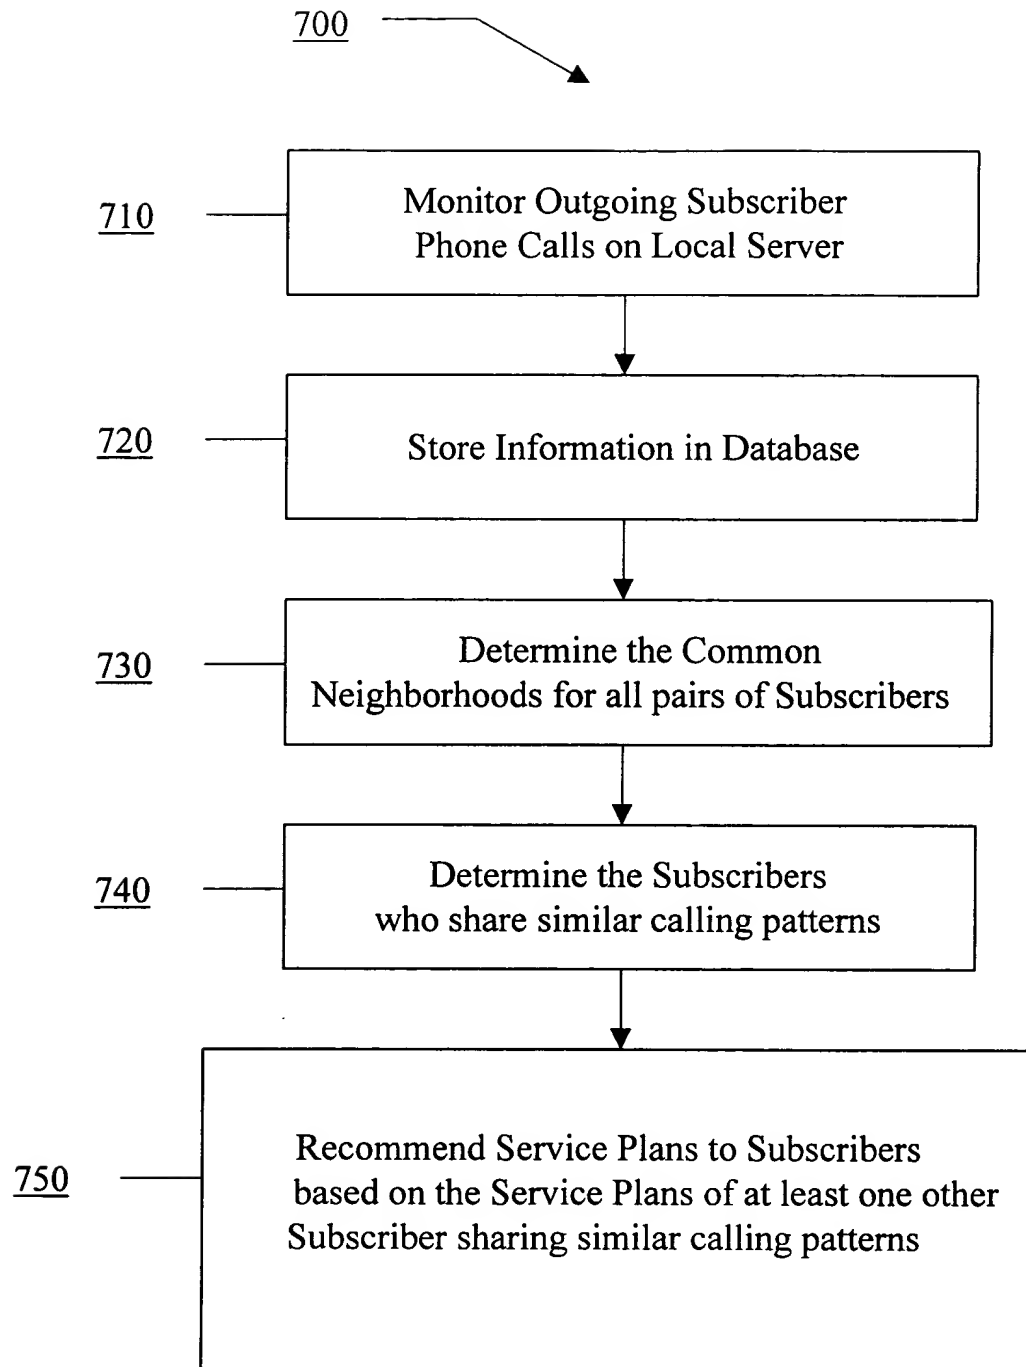 700
710
Monitor Outgoing Subscriber
Phone Calls on Local Server
720
Store Information in Database
730
Determine the Common
Neighborhoods for all pairs of Subscribers
740
Determine the Subscribers
who share similar calling patterns
750
Recommend Service Plans to Subscribers
based on the Service Plans of at least one other
Subscriber sharing similar calling patterns